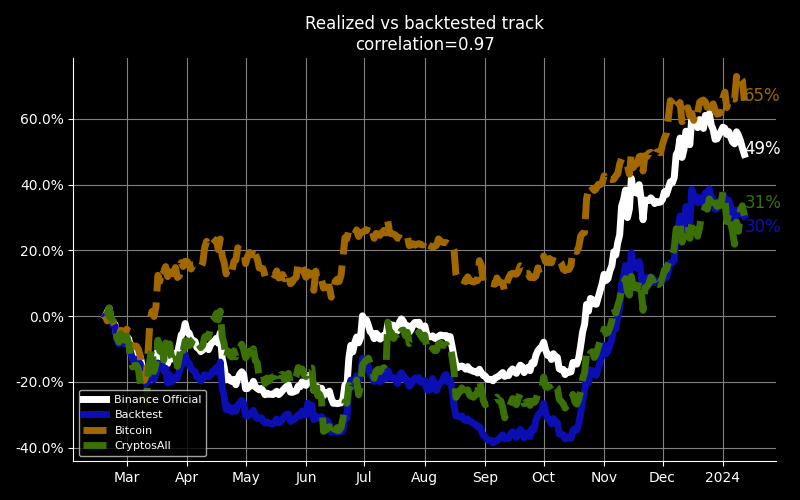 Realized vs backtested track
correlation=0.97
65%
60.0%
49%
40.0%
31%
30%
20.0%
0.0%
-20.0%
-40.0%
Binance Official
Backtest
Bitcoin
CryptosAll
Mar Apr May Jun Jul Aug Sep Oct Nov Dec 2024